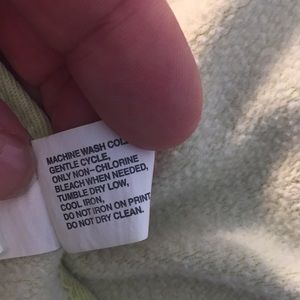 MACHINE WASH COLD
GENTLE CYCLE,
ONLY NON-CHLORINE
BLEACH WHEN NEEDED,
TUMBLE DRY LOW,
COOL IRON,
DO NOT IRON ON PRINT
DO NOT DRY CLEAN.